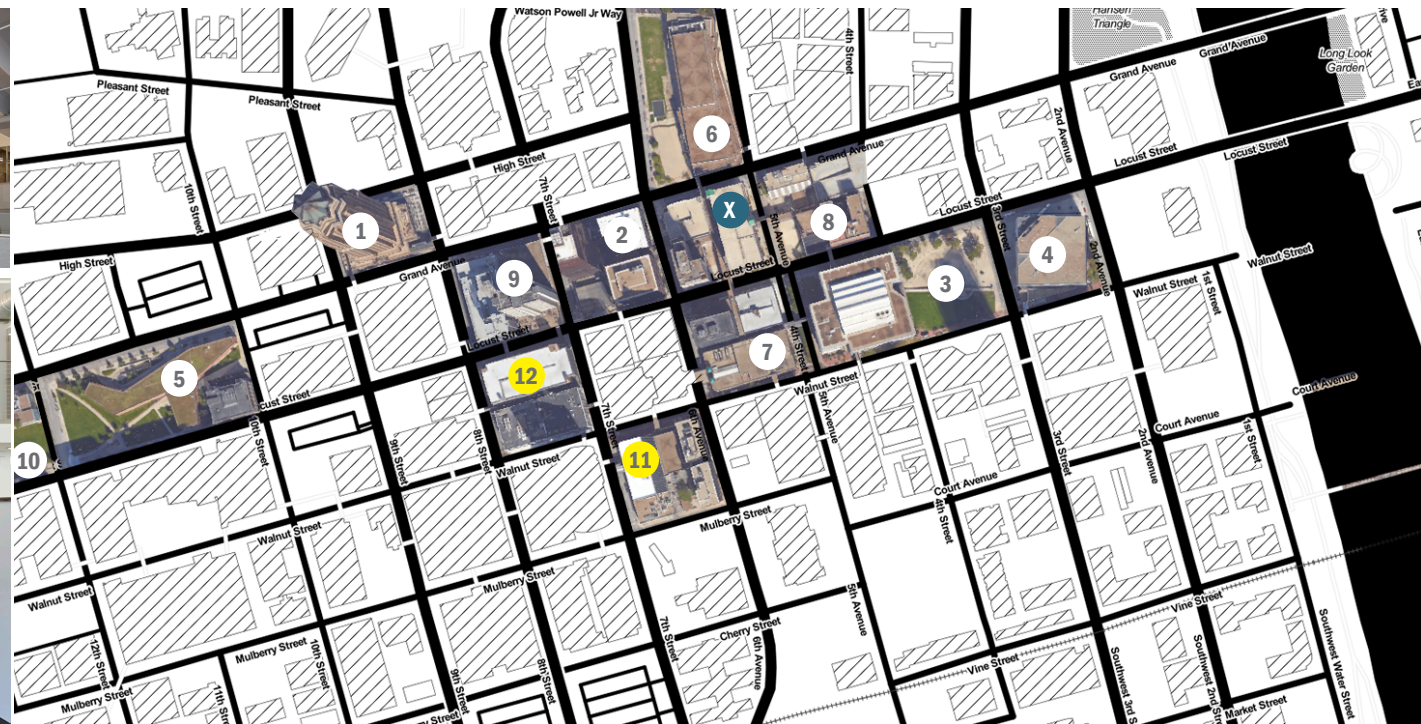 Watson Powell Jr Way
Hansen
Triangle
4th Street
Grand Avenue
Grand Avenue
Long Look
Garden
Pleasant Street
Pleasant Street
6
2nd Avenue
High Street
Grand Avenue
Locust Street
Locust Street
10th Street
7th Street
X
1
2
8
Locust Street
3rd Street
5th Avenue
High Street
Grand Avenue
9
Locust Street
3
4
2nd Avenue
Walnut Street
Walnut Street
1st Street
Locust Street
4th Street
7
5
12
Walnut Street
5th Avenue
Court Avenue
cust Street
10th Street
9th Street
8th Street
7th Street
6th Avenue
11
10
Walnut Street
Court Avenue
1st Street
2nd Avenue
3rd Street
Court Avenue
4th Street
Mulberry Street
Walnut Street
Walnut Street
Mulberry Street
5th Avenue
Vine Street
Cherry Street
7th Street
6th Avenue
12th Street
Mulberry Street
10th Street
Vine Street
Southwest 3rd S
Southwest 2nd S
Southwest Water Street
Mulberry Street
11th Street
9th Street
8th Street
Market Street